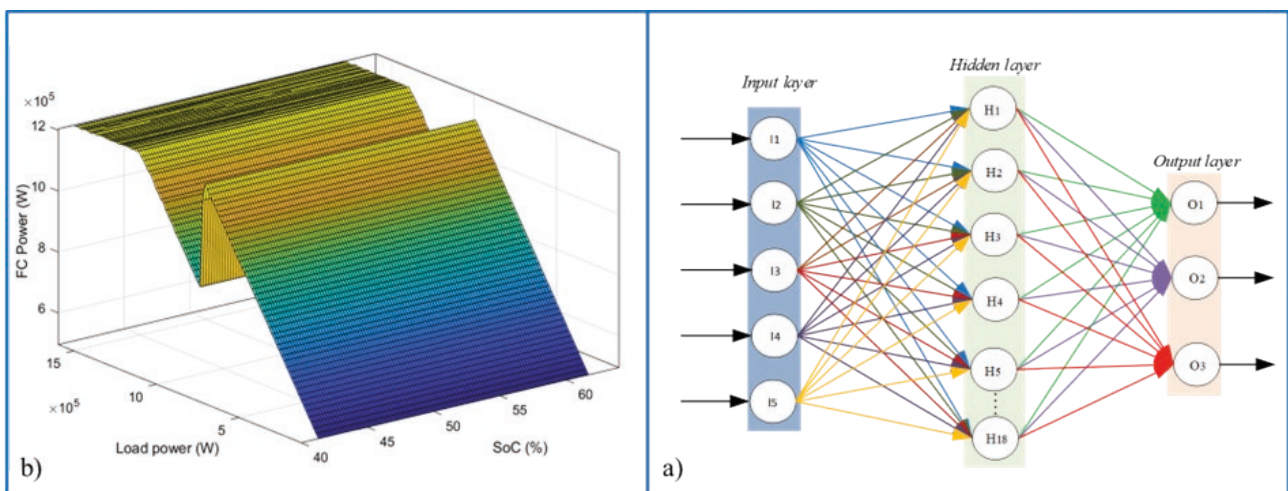 ×10⁵
12
10
8
6
FC Power (W)
15
10
5
×10⁵
Load power (W)
40
45
50
55
60
SoC (%)
b)
Input layer
Hidden layer
Output layer
I1
I2
I3
I4
I5
H1
H2
H3
H4
H5
H18
O1
O2
O3
a)